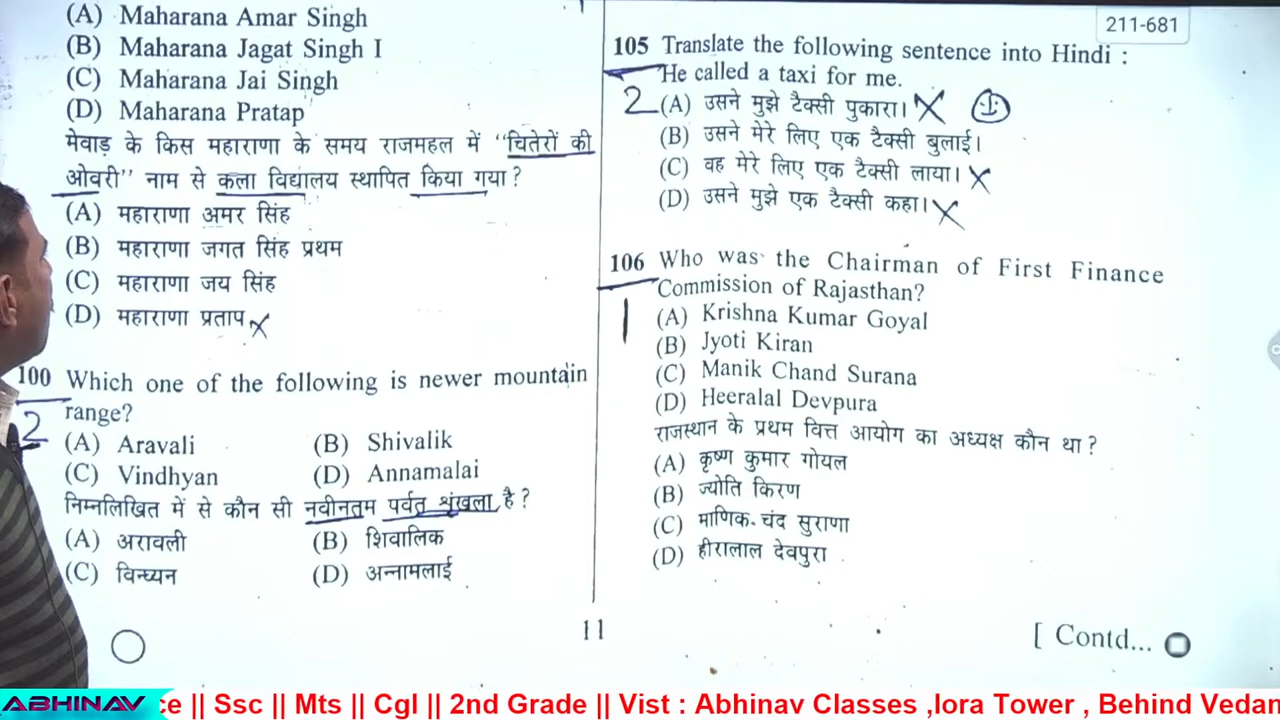 (A) Maharana Amar Singh
(B) Maharana Jagat Singh I
(C) Maharana Jai Singh
(D) Maharana Pratap
मेवाड़ के किस महाराणा के समय राजमहल में "चितेरों की
ओवरी" नाम से कला विद्यालय स्थापित किया गया ?
(A) महाराणा अमर सिंह
(B) महाराणा जगत सिंह प्रथम
(C) महाराणा जय सिंह
(D) महाराणा प्रताप
100 Which one of the following is newer mountain
range?
2
(A) Aravali (B) Shivalik
(C) Vindhyan (D) Annamalai
निम्नलिखित में से कौन सी नवीनतम पर्वत श्रृंखला है ?
(A) अरावली (B) शिवालिक
(C) विन्ध्यन (D) अन्नामलाई
211-681
105 Translate the following sentence into Hindi :
He called a taxi for me.
2 (A) उसने मुझे टैक्सी पुकारा।
(B) उसने मेरे लिए एक टैक्सी बुलाई।
(C) वह मेरे लिए एक टैक्सी लाया।
(D) उसने मुझे एक टैक्सी कहा।
106 Who was the Chairman of First Finance
Commission of Rajasthan?
1 (A) Krishna Kumar Goyal
(B) Jyoti Kiran
(C) Manik Chand Surana
(D) Heeralal Devpura
राजस्थान के प्रथम वित्त आयोग का अध्यक्ष कौन था ?
(A) कृष्ण कुमार गोयल
(B) ज्योति किरण
(C) माणिक चंद सुराणा
(D) हीरालाल देवपुरा
11
[ Contd...
ABHINAV
ce || Ssc || Mts || Cgl || 2nd Grade || Vist : Abhinav Classes ,Iora Tower , Behind Vedan